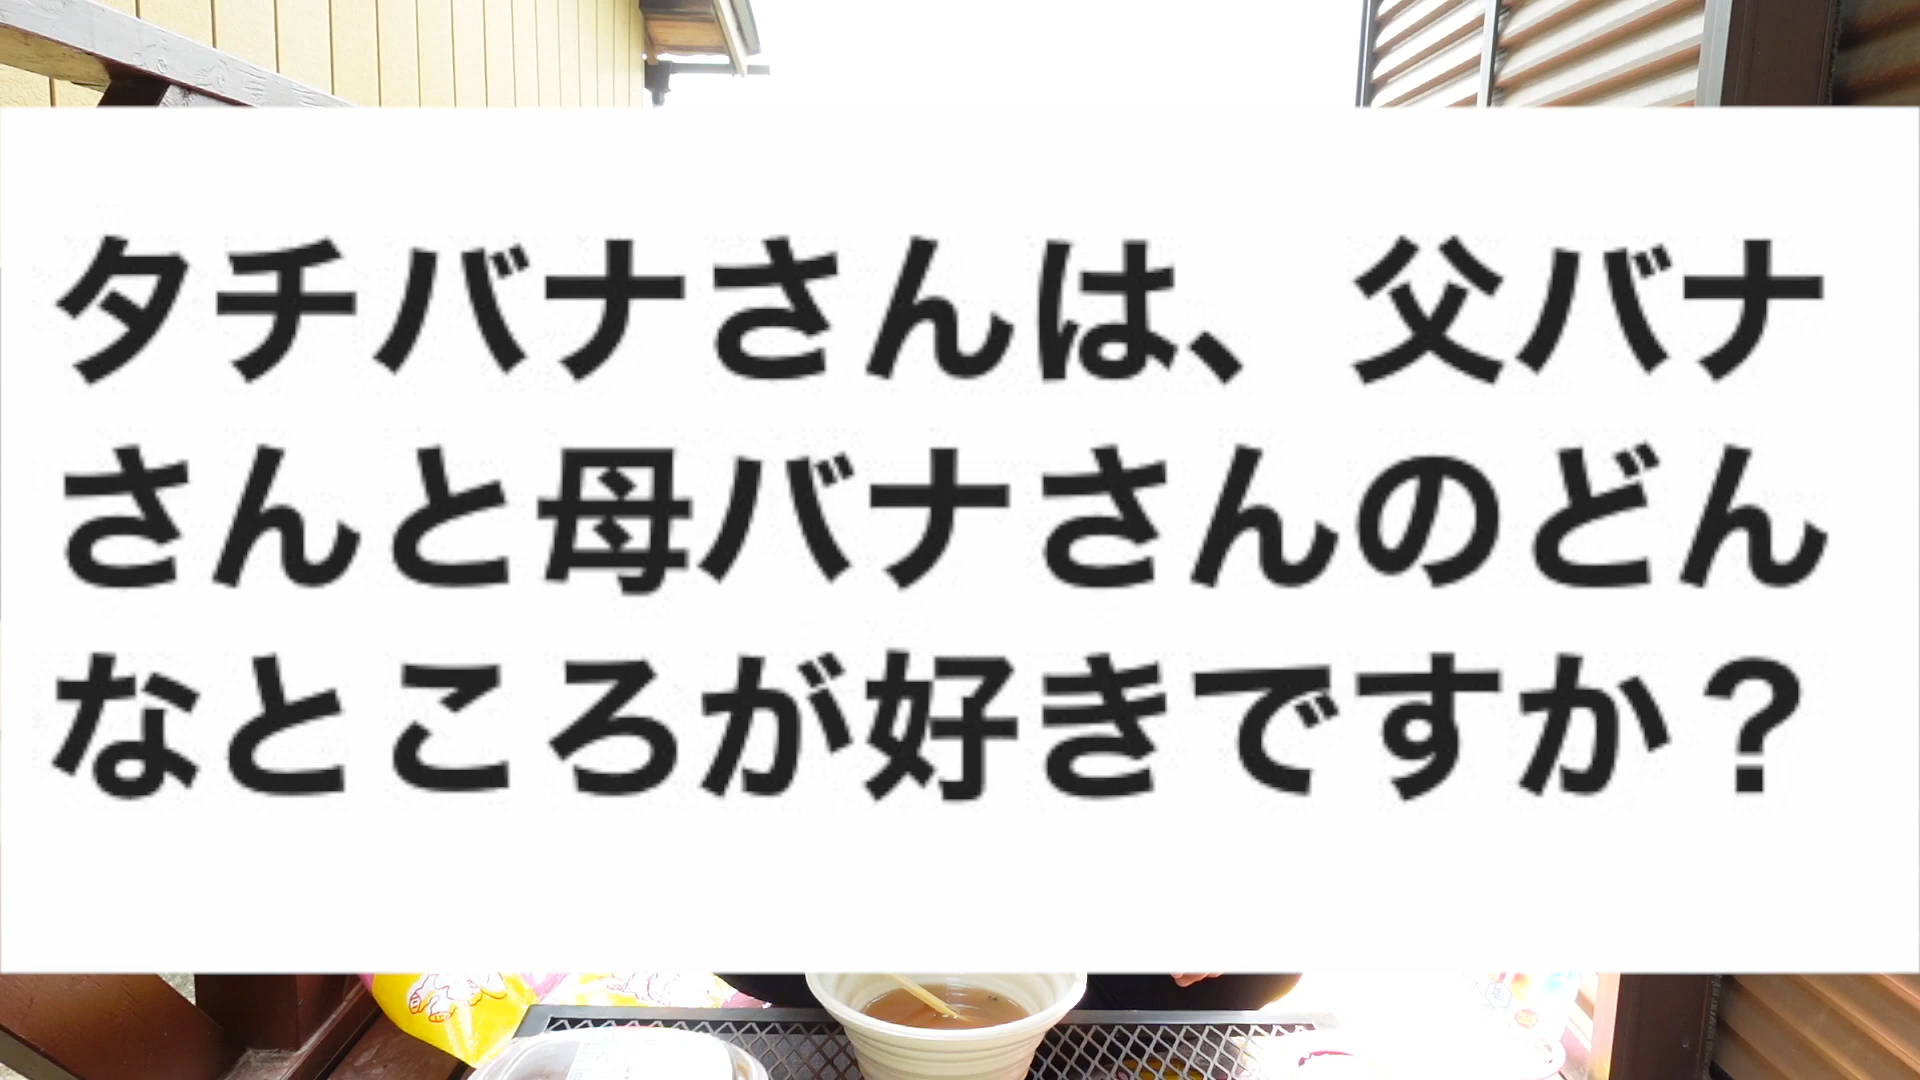 タチバナさんは、父バナ
さんと母バナさんのどん
なところが好きですか？